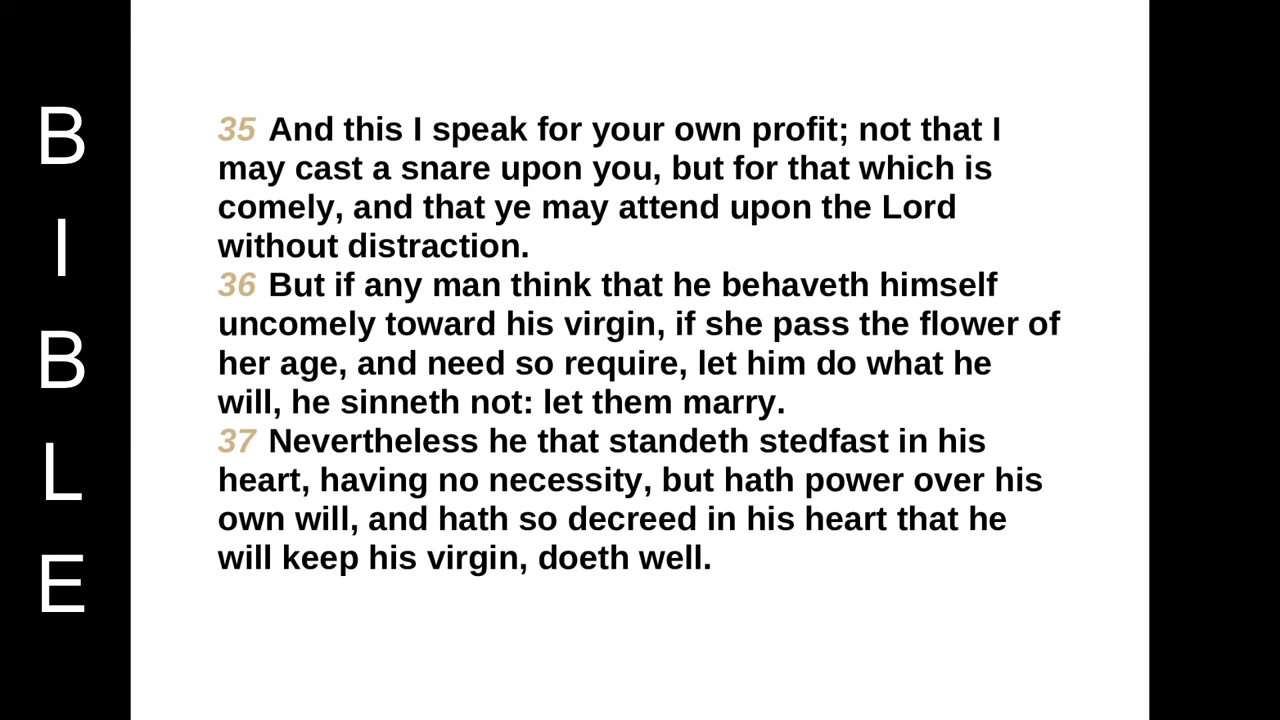 B
I
B
L
E
35 And this I speak for your own profit; not that I
may cast a snare upon you, but for that which is
comely, and that ye may attend upon the Lord
without distraction.
36 But if any man think that he behaveth himself
uncomely toward his virgin, if she pass the flower of
her age, and need so require, let him do what he
will, he sinneth not: let them marry.
37 Nevertheless he that standeth stedfast in his
heart, having no necessity, but hath power over his
own will, and hath so decreed in his heart that he
will keep his virgin, doeth well.